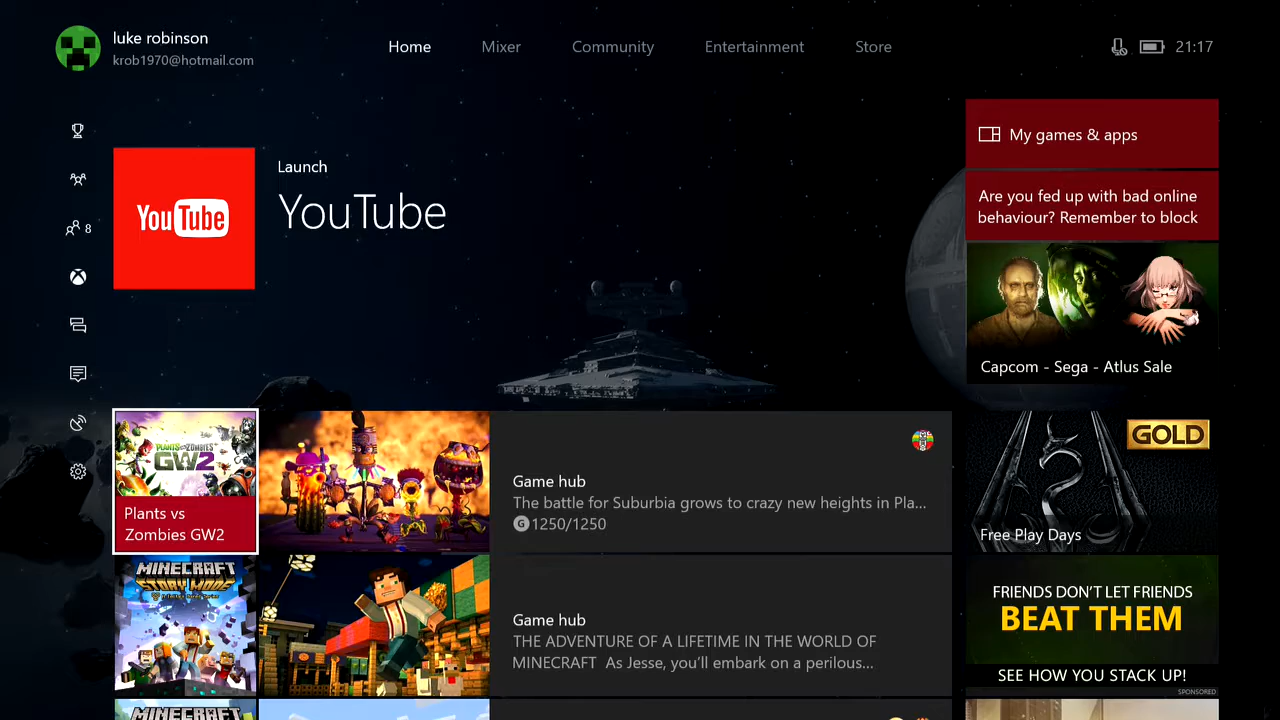 luke robinson
krob1970@hotmail.com
Home
Mixer
Community
Entertainment
Store
21:17
8
YouTube
Launch
YouTube
My games & apps
Are you fed up with bad online
behaviour? Remember to block
Capcom - Sega - Atlus Sale
PLANTS VS ZOMBIES
GW2
Plants vs
Zombies GW2
Game hub
The battle for Suburbia grows to crazy new heights in Pla...
G 1250/1250
GOLD
Free Play Days
MINECRAFT
STORY MODE
Game hub
THE ADVENTURE OF A LIFETIME IN THE WORLD OF
MINECRAFT As Jesse, you'll embark on a perilous...
FRIENDS DON'T LET FRIENDS
BEAT THEM
SEE HOW YOU STACK UP!
SPONSORED
MINECRAFT